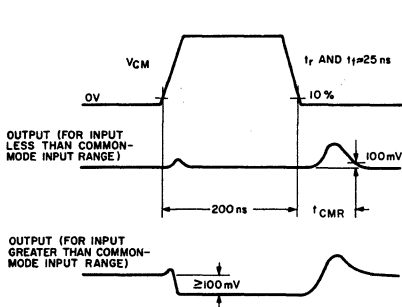 VCM
tr AND tf=25 ns
0V
10%
OUTPUT (FOR INPUT
LESS THAN COMMON-
MODE INPUT RANGE)
100mV
200 ns
tCMR
OUTPUT (FOR INPUT
GREATER THAN COMMON-
MODE INPUT RANGE)
≥100mV